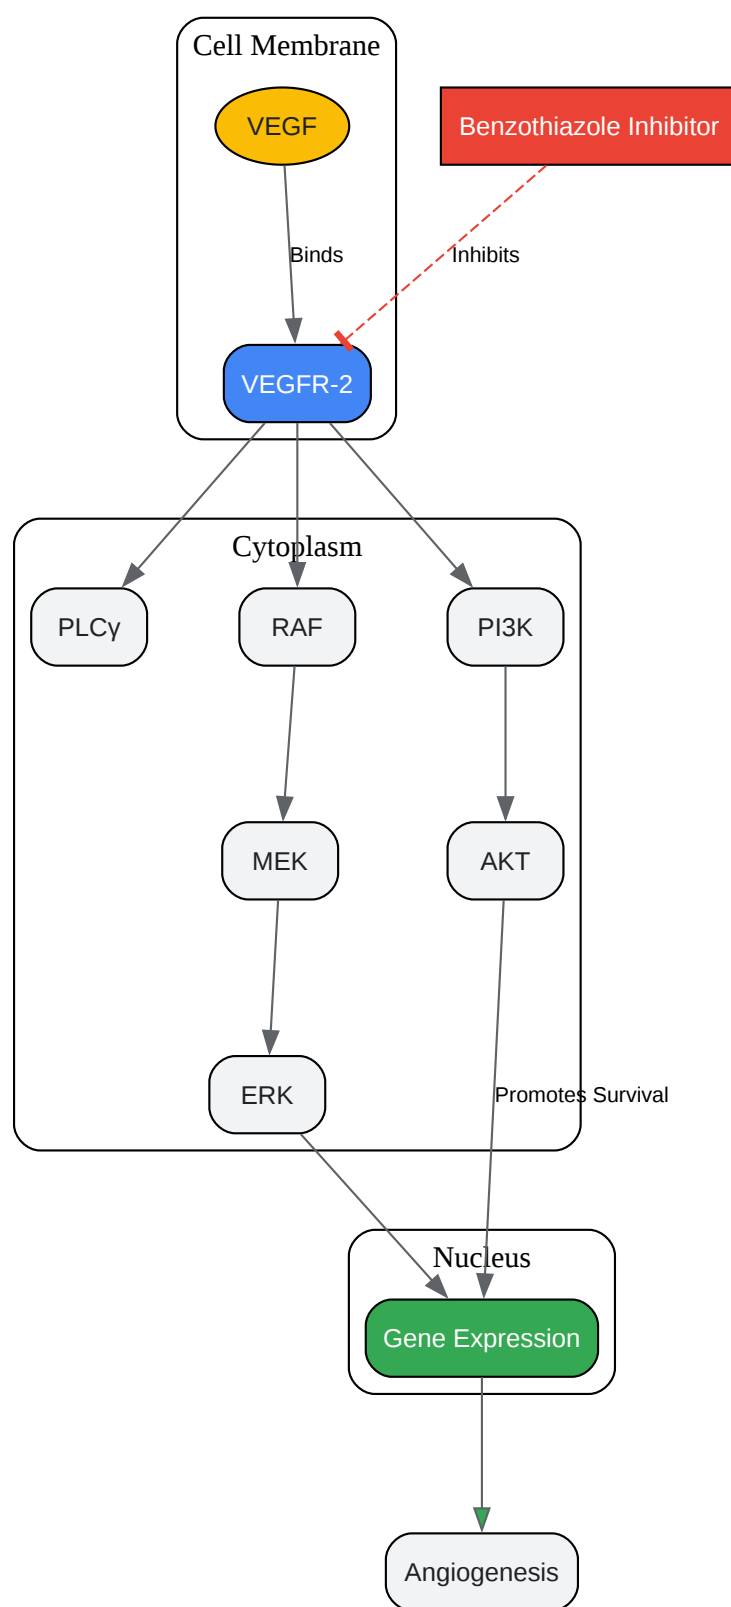 Cell Membrane
VEGF
Benzothiazole Inhibitor
Binds
Inhibits
VEGFR-2
Cytoplasm
PLCγ
RAF
PI3K
MEK
AKT
ERK
Promotes Survival
Nucleus
Gene Expression
Angiogenesis